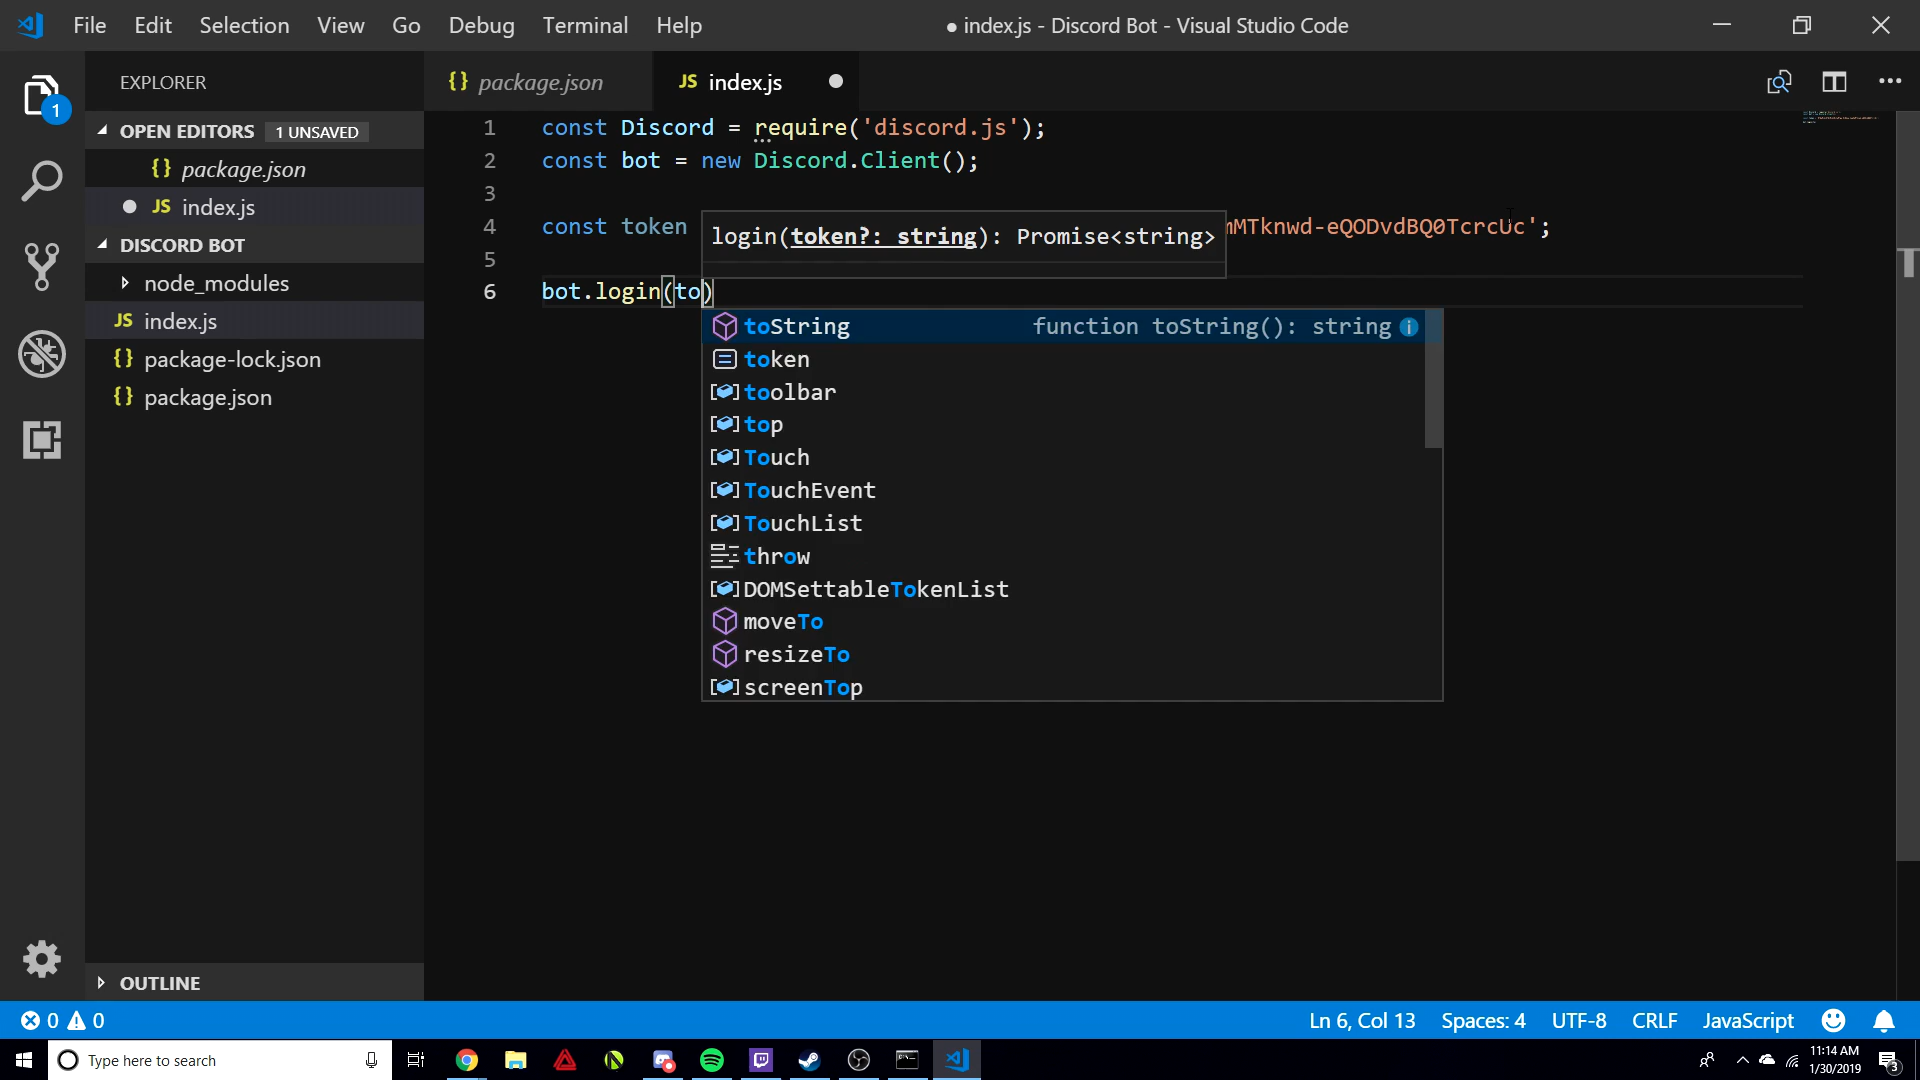 File Edit Selection View Go Debug Terminal Help
● index.js - Discord Bot - Visual Studio Code
EXPLORER
{} package.json
JS index.js
1
OPEN EDITORS 1 UNSAVED
{} package.json
JS index.js
DISCORD BOT
node_modules
JS index.js
{} package-lock.json
{} package.json
OUTLINE
1 const Discord = require('discord.js');
2 const bot = new Discord.Client();
3
4 const token MTknwd-eQODvdBQ0TcrcUc';
login(token?: string): Promise<string>
5
6 bot.login(to)
toString function toString(): string
token
toolbar
top
Touch
TouchEvent
TouchList
throw
DOMSettableTokenList
moveTo
resizeTo
screenTop
0 0
Ln 6, Col 13 Spaces: 4 UTF-8 CRLF JavaScript
Type here to search
11:14 AM
1/30/2019
3